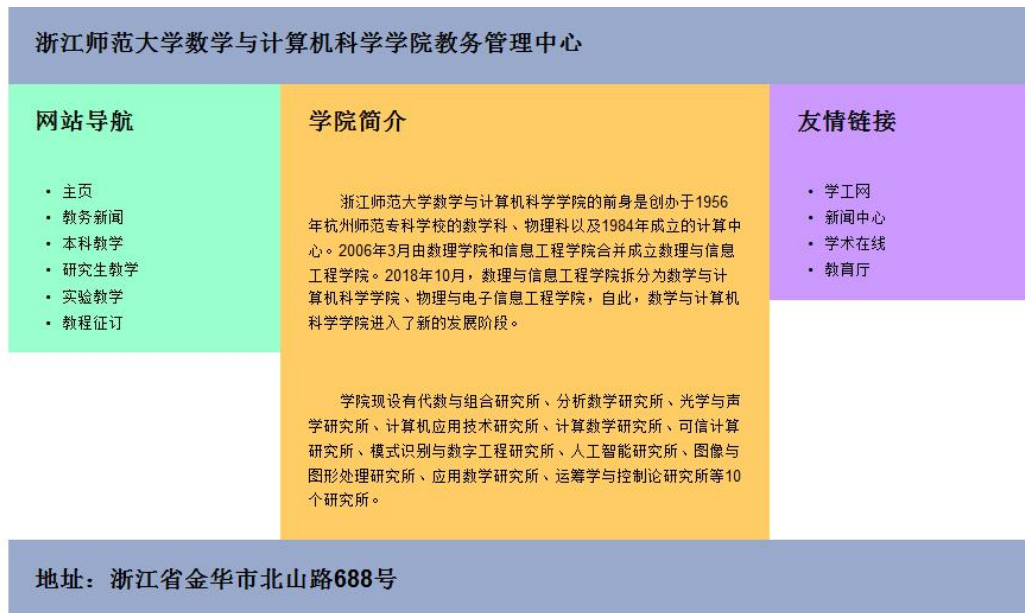 浙江师范大学数学与计算机科学学院教务管理中心
网站导航
• 主页
• 教务新闻
• 本科教学
• 研究生教学
• 实验教学
• 教程征订
学院简介
浙江师范大学数学与计算机科学学院的前身是创办于1956
年杭州师范专科学校的数学科、物理科以及1984年成立的计算中
心。2006年3月由数理学院和信息工程学院合并成立数理与信息
工程学院。2018年10月，数理与信息工程学院拆分为数学与计
算机科学学院、物理与电子信息工程学院，自此，数学与计算机
科学学院进入了新的发展阶段。
学院现设有代数与组合研究所、分析数学研究所、光学与声
学研究所、计算机应用技术研究所、计算数学研究所、可信计算
研究所、模式识别与数字工程研究所、人工智能研究所、图像与
图形处理研究所、应用数学研究所、运筹学与控制论研究所等10
个研究所。
友情链接
• 学工网
• 新闻中心
• 学术在线
• 教育厅
地址：浙江省金华市北山路688号